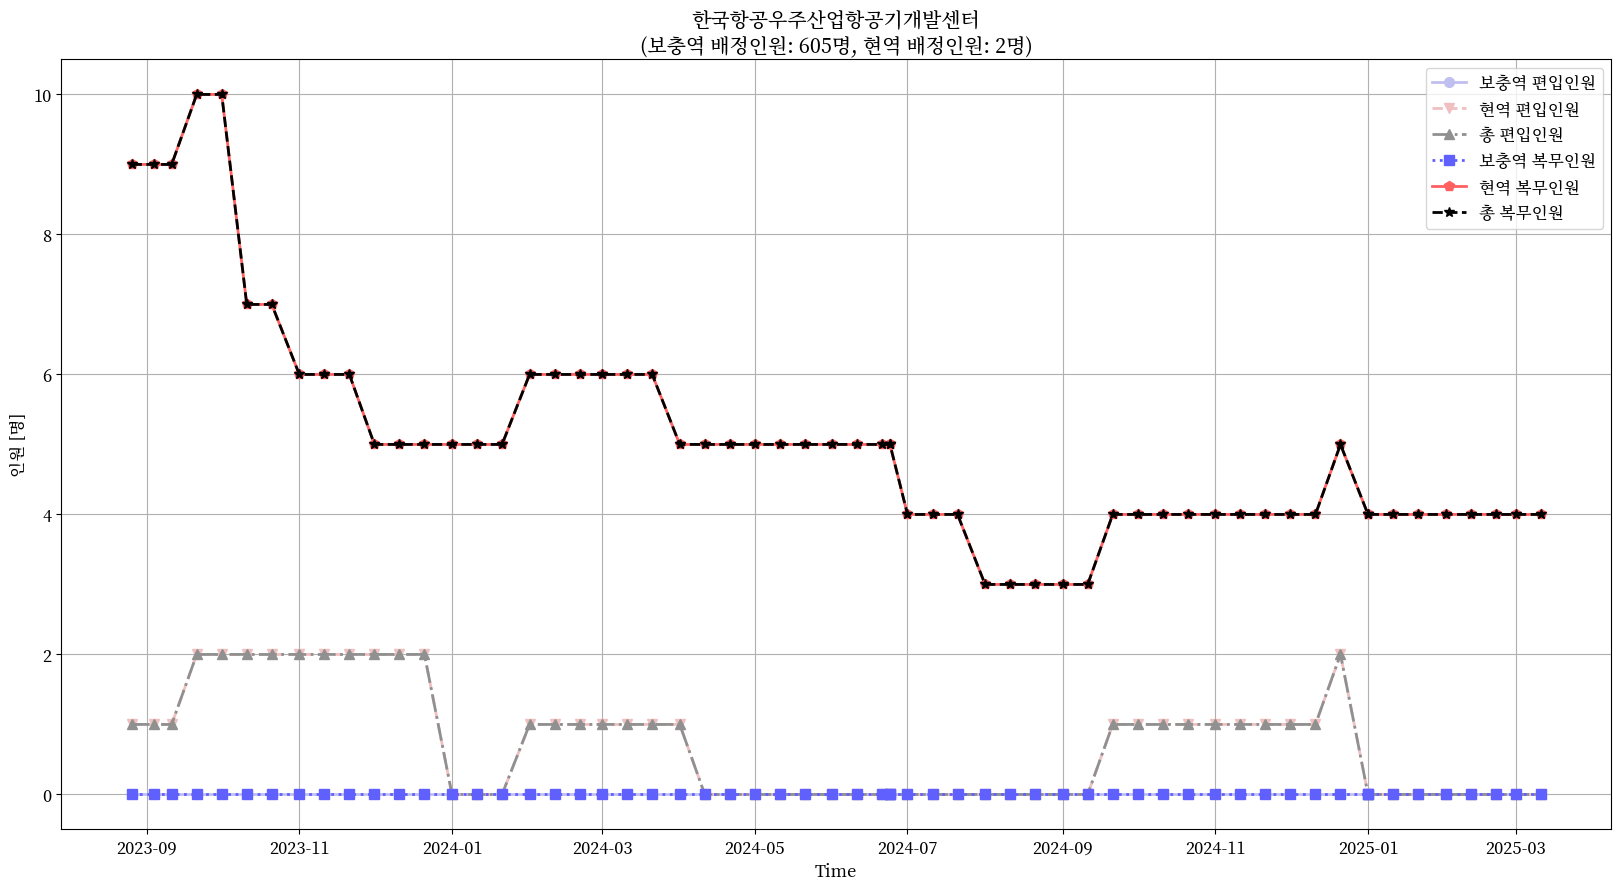 한국항공우주산업항공기개발센터
(보충역 배정인원: 605명, 현역 배정인원: 2명)
보충역 편입인원
현역 편입인원
총 편입인원
보충역 복무인원
현역 복무인원
총 복무인원
인원 [명]
10
8
6
4
2
0
2023-09
2023-11
2024-01
2024-03
2024-05
2024-07
2024-09
2024-11
2025-01
2025-03
Time